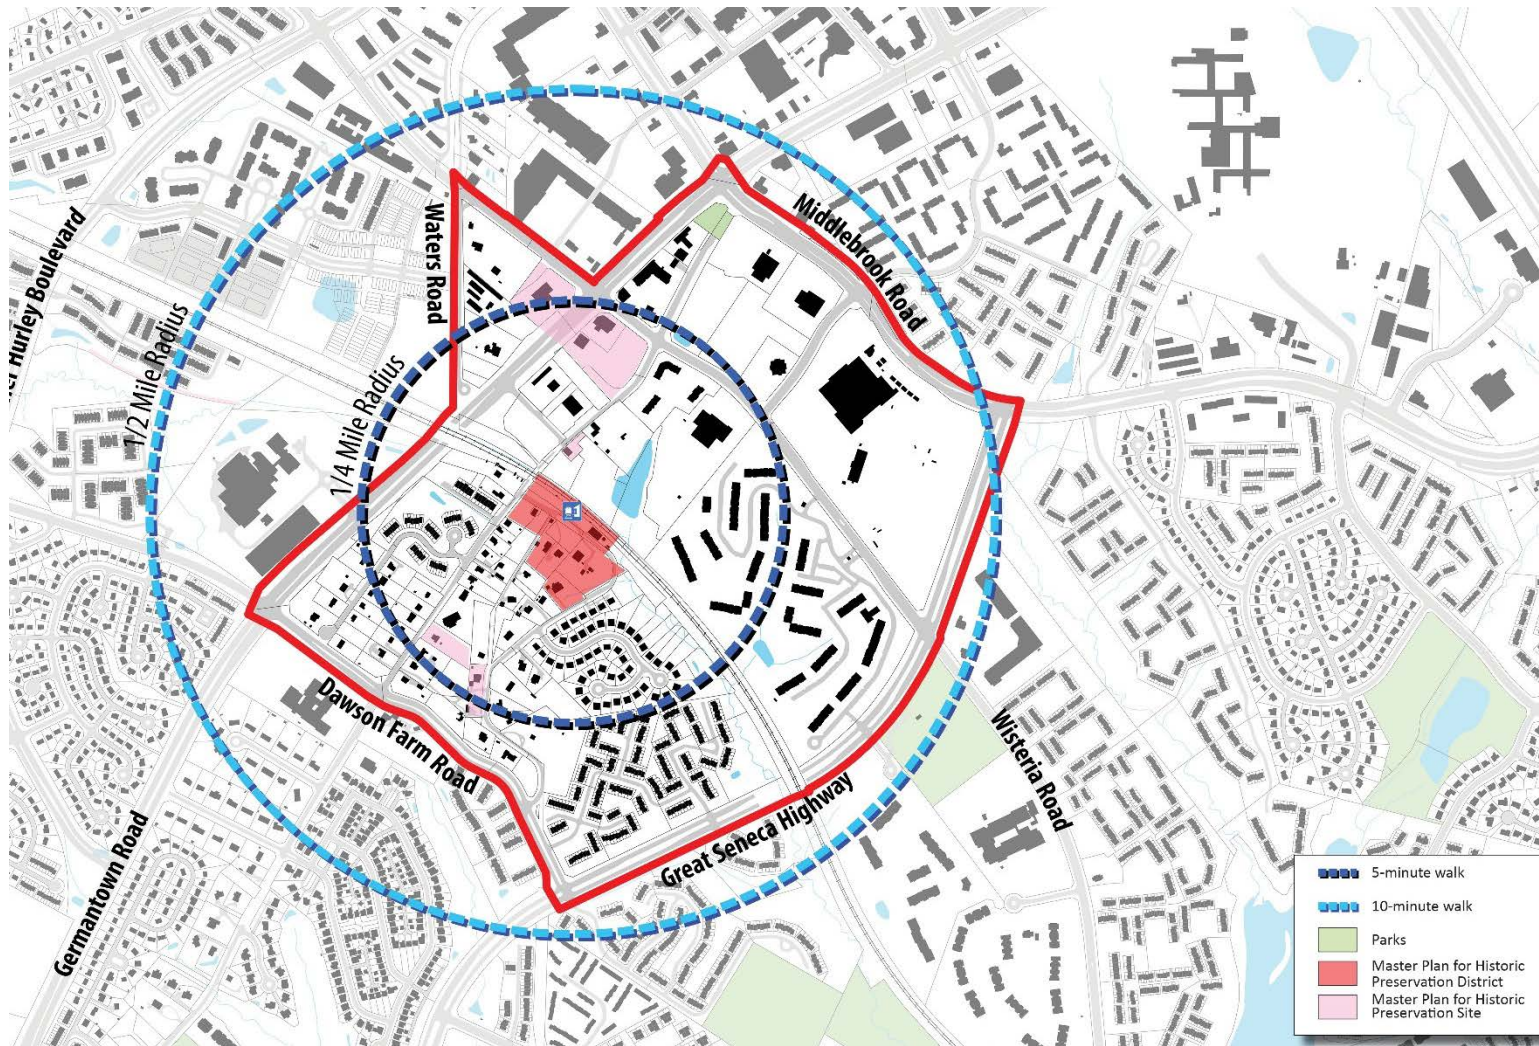 Middlebrook Road
Waters Road
el Hurley Boulevard
1/2 Mile Radius
1/4 Mile Radius
Dawson Farm Road
Great Seneca Highway
Wisteria Road
Germantown Road
5-minute walk
10-minute walk
Parks
Master Plan for Historic
Preservation District
Master Plan for Historic
Preservation Site